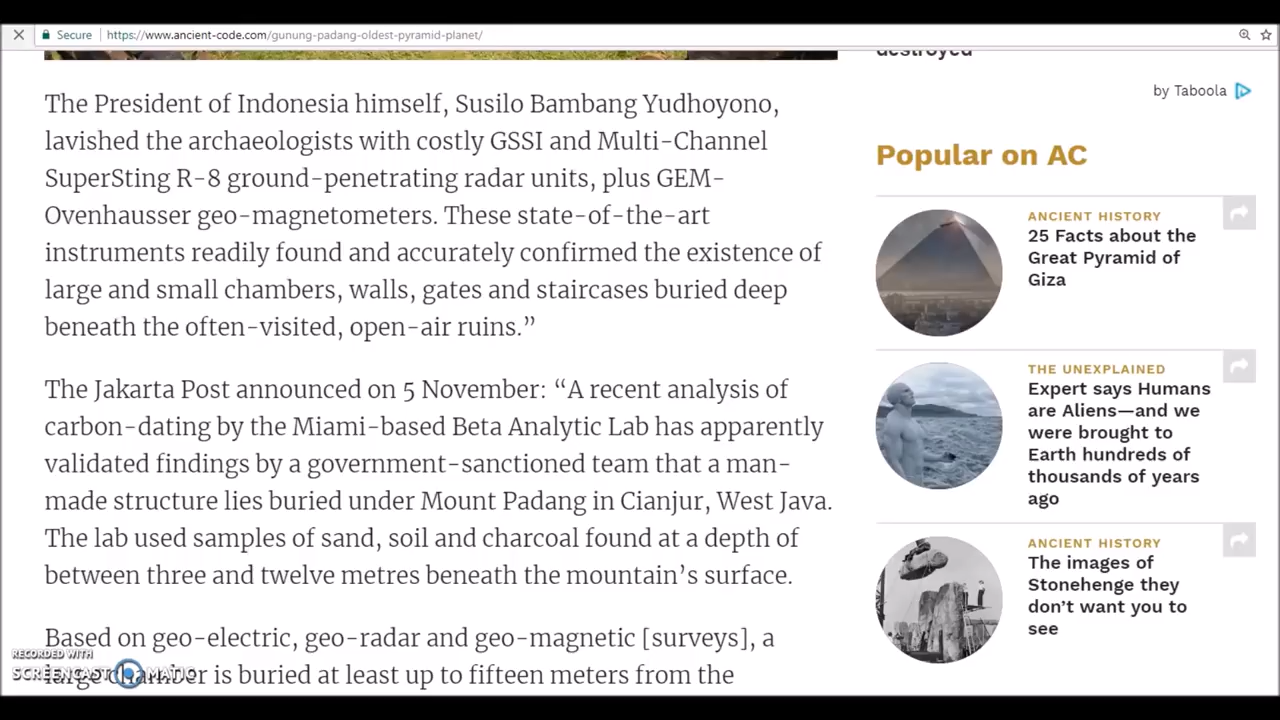 Secure
https://www.ancient-code.com/gunung-padang-oldest-pyramid-planet/
The President of Indonesia himself, Susilo Bambang Yudhoyono,
lavished the archaeologists with costly GSSI and Multi-Channel
SuperSting R-8 ground-penetrating radar units, plus GEM-
Ovenhausser geo-magnetometers. These state-of-the-art
instruments readily found and accurately confirmed the existence of
large and small chambers, walls, gates and staircases buried deep
beneath the often-visited, open-air ruins.”
The Jakarta Post announced on 5 November: “A recent analysis of
carbon-dating by the Miami-based Beta Analytic Lab has apparently
validated findings by a government-sanctioned team that a man-
made structure lies buried under Mount Padang in Cianjur, West Java.
The lab used samples of sand, soil and charcoal found at a depth of
between three and twelve metres beneath the mountain’s surface.
Based on geo-electric, geo-radar and geo-magnetic [surveys], a
large chamber is buried at least up to fifteen meters from the
destroyed
by Taboola
Popular on AC
ANCIENT HISTORY
25 Facts about the
Great Pyramid of
Giza
THE UNEXPLAINED
Expert says Humans
are Aliens—and we
were brought to
Earth hundreds of
thousands of years
ago
ANCIENT HISTORY
The images of
Stonehenge they
don’t want you to
see
RECORDED WITH
SCREENCAST-O-MATIC